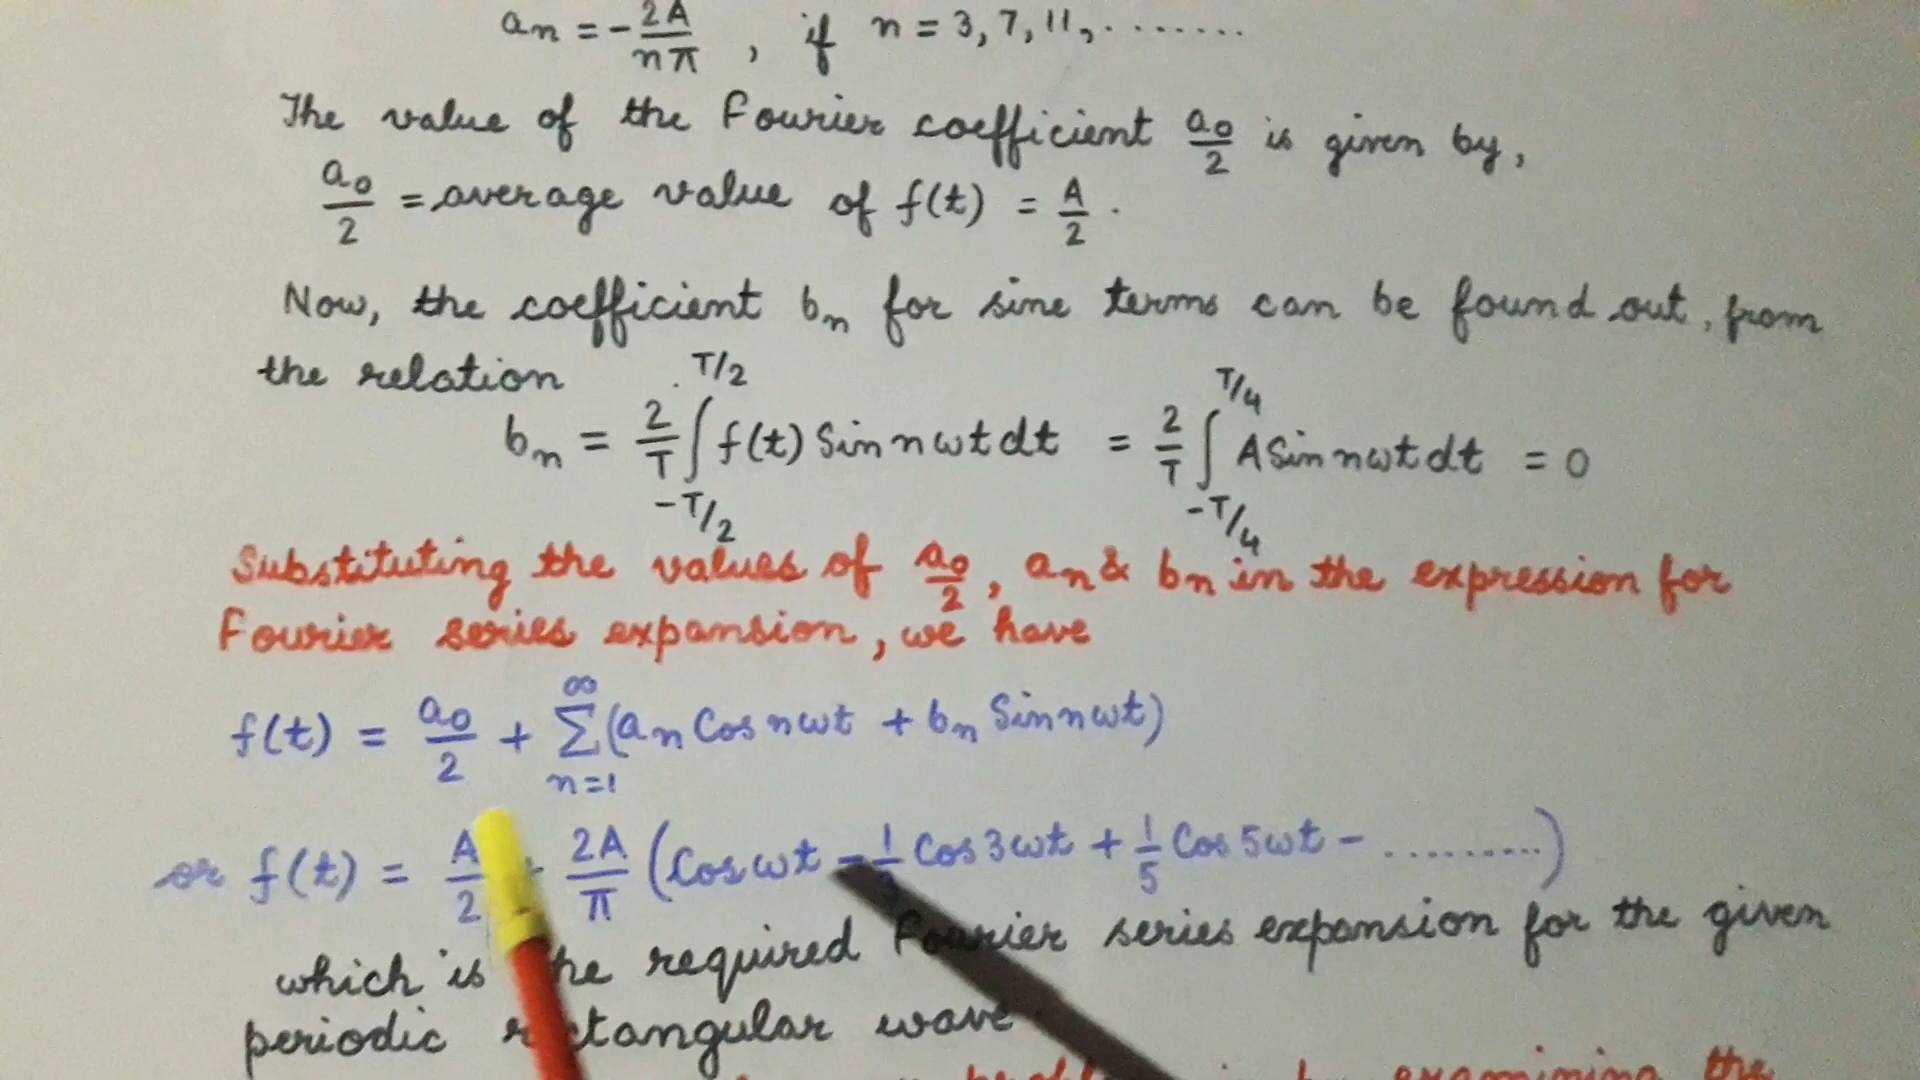 an = - 2A/nπ , if n = 3, 7, 11, .......
The value of the Fourier coefficient a0/2 is given by,
a0/2 = average value of f(t) = A/2 .
Now, the coefficient bn for sine terms can be found out, from
the relation
bn = 2/T ∫_{-T/2}^{T/2} f(t) Sin nωt dt = 2/T ∫_{-T/4}^{T/4} A Sin nωt dt = 0
Substituting the values of a0/2, an & bn in the expression for
Fourier series expansion, we have
f(t) = a0/2 + Σ_{n=1}^{∞} (an Cos nωt + bn Sin nωt)
or f(t) = A/2 + 2A/π (Cos ωt - 1/ Cos 3ωt + 1/5 Cos 5ωt - .........)
which is the required Fourier series expansion for the given
periodic rectangular wave
examining the